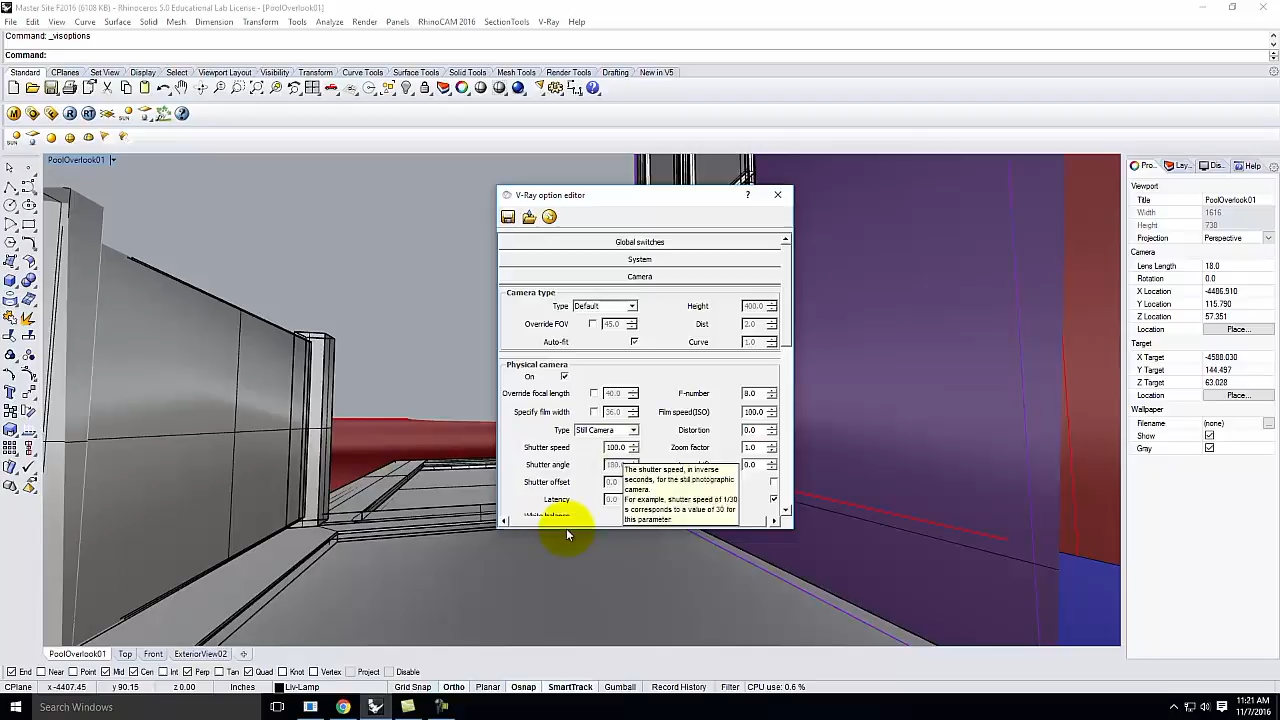 Master Site F2016 (6108 KB) - Rhinoceros 5.0 Educational Lab License - [PoolOverlook01]
File Edit View Curve Surface Solid Mesh Dimension Transform Tools Analyze Render Panels RhinoCAM 2016 SectionTools V-Ray Help
Command: _visoptions
Command:
Standard CPlanes Set View Display Select Viewport Layout Visibility Transform Curve Tools Surface Tools Solid Tools Mesh Tools Render Tools Drafting New in V5
PoolOverlook01
V-Ray option editor
Global switches
System
Camera
Camera type
Type Default Height 400.0
Override FOV 45.0 Dist 2.0
Auto-fit Curve 1.0
Physical camera
On
Override focal length 40.0 F-number 8.0
Specify film width 36.0 Film speed(ISO) 100.0
Type Still Camera Distortion 0.0
Shutter speed 100.0 Zoom factor 1.0
Shutter angle 180. 0.0
Shutter offset 0.0
Latency 0.0
White balance
The shutter speed, in inverse
seconds, for the still photographic
camera.
For example, shutter speed of 1/30
s corresponds to a value of 30 for
this parameter.
Pro... Lay... Dis... Help
Viewport
Title PoolOverlook01
Width 1616
Height 738
Projection Perspective
Camera
Lens Length 18.0
Rotation 0.0
X Location -4486.910
Y Location 115.790
Z Location 57.351
Location Place...
Target
X Target -4588.030
Y Target 144.497
Z Target 63.028
Location Place...
Wallpaper
Filename (none)
Show
Gray
PoolOverlook01 Top Front ExteriorView02
End Near Point Mid Cen Int Perp Tan Quad Knot Vertex Project Disable
CPlane x -4407.45 y 90.15 z 0.00 Inches Liv-Lamp Grid Snap Ortho Planar Osnap SmartTrack Gumball Record History Filter CPU use: 0.6 %
Search Windows
11:21 AM
11/7/2016